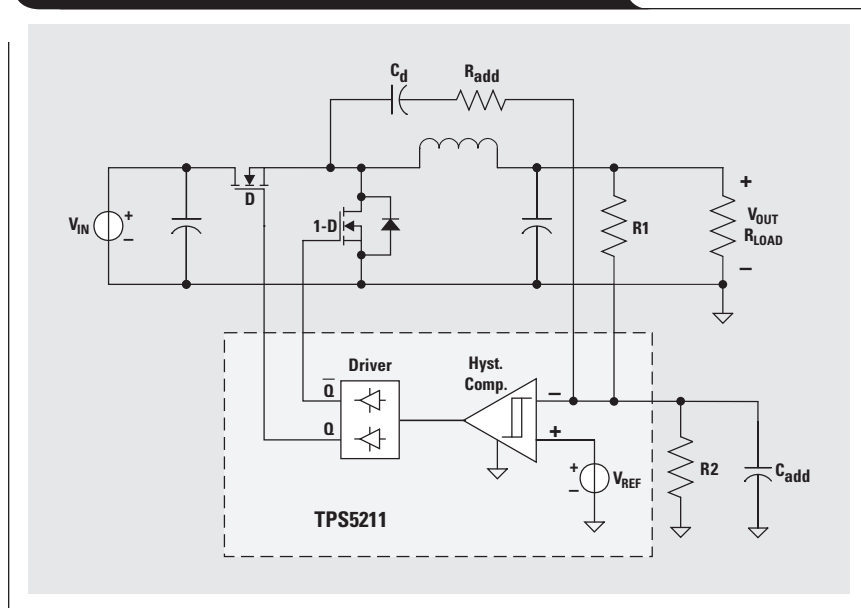 Cd
Radd
D
VIN
+
–
1-D
R1
+
VOUT
RLOAD
–
Driver
Hyst.
Comp.
Q
Q
–
+
+
–
VREF
R2
Cadd
TPS5211